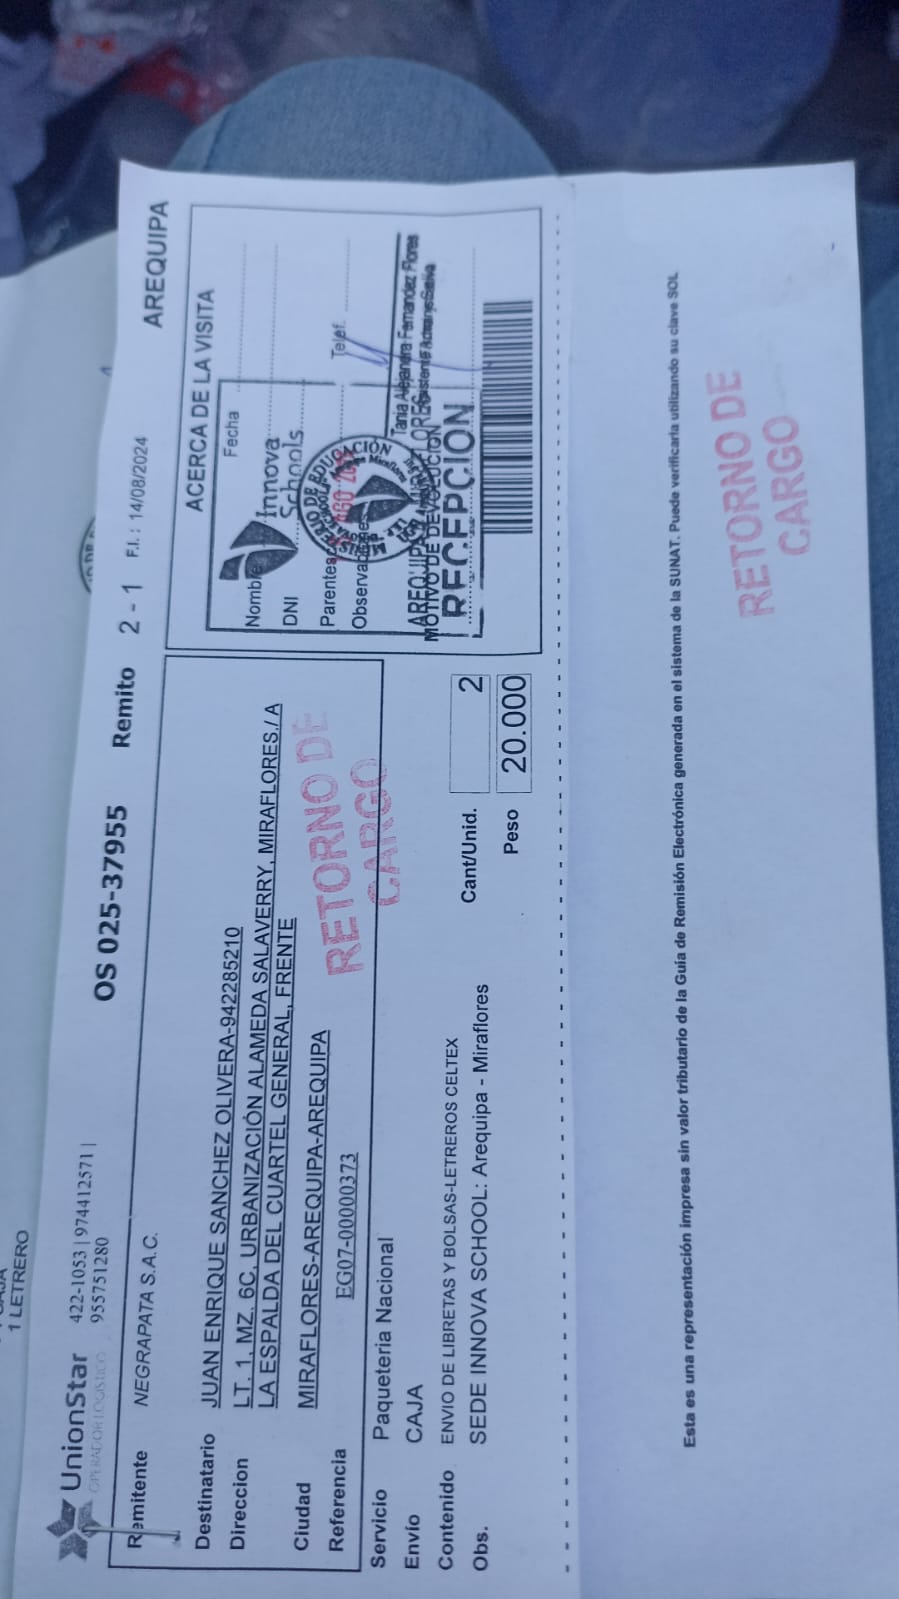 1 LETRERO
UnionStar
OPERADOR LOGISTICO
422-1053 | 974412571 |
955751280
OS 025-37955
Remito 2 - 1
F.I. : 14/08/2024
AREQUIPA
Remitente NEGRAPATA S.A.C.
Destinatario JUAN ENRIQUE SANCHEZ OLIVERA-942285210
Direccion LT. 1. MZ. 6C, URBANIZACIÓN ALAMEDA SALAVERRY, MIRAFLORES./ A
LA ESPALDA DEL CUARTEL GENERAL, FRENTE
Ciudad MIRAFLORES-AREQUIPA-AREQUIPA
Referencia EG07-00000373
RETORNO DE
CARGO
Servicio Paqueteria Nacional
Envío CAJA
Contenido ENVIO DE LIBRETAS Y BOLSAS-LETREROS CELTEX
Obs. SEDE INNOVA SCHOOL: Arequipa - Miraflores
Cant/Unid. 2
Peso 20.000
ACERCA DE LA VISITA
Fecha
Nombre
DNI
Telef.
Innova
Schools
MOTIVO DE DEVOLUCION
Tania Alejandra Fernandez Flores
RECEPCION
Esta es una representación impresa sin valor tributario de la Guía de Remisión Electrónica generada en el sistema de la SUNAT. Puede verificarla utilizando su clave SOL
RETORNO DE
CARGO